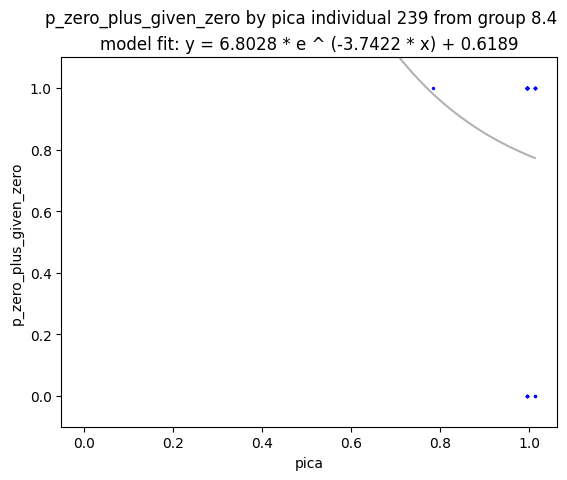 p_zero_plus_given_zero by pica individual 239 from group 8.4
model fit: y = 6.8028 * e ^ (-3.7422 * x) + 0.6189
1.0
0.8
0.6
0.4
0.2
0.0
p_zero_plus_given_zero
0.0 0.2 0.4 0.6 0.8 1.0
pica